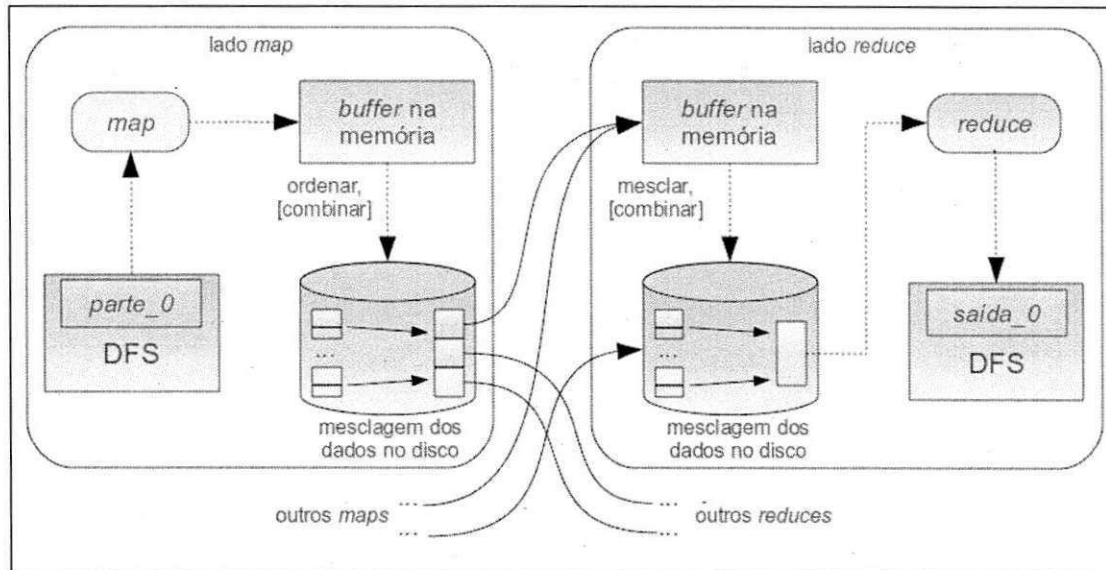 lado map
map
buffer na
memória
ordenar,
[combinar]
parte_0
DFS
...
mesclagem dos
dados no disco
lado reduce
buffer na
memória
reduce
mesclar,
[combinar]
...
mesclagem dos
dados no disco
saída_0
DFS
...
outros maps
...
...
outros reduces
...